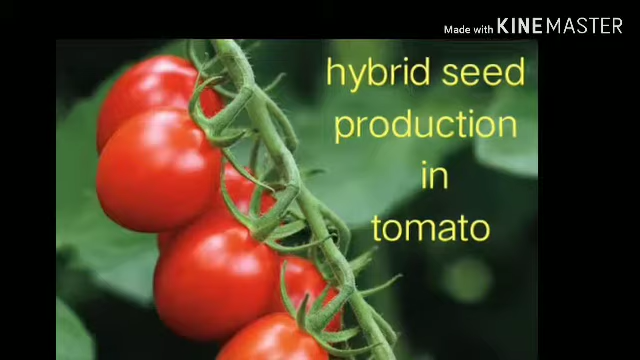 Made with KINEMASTER
hybrid seed
production
in
tomato